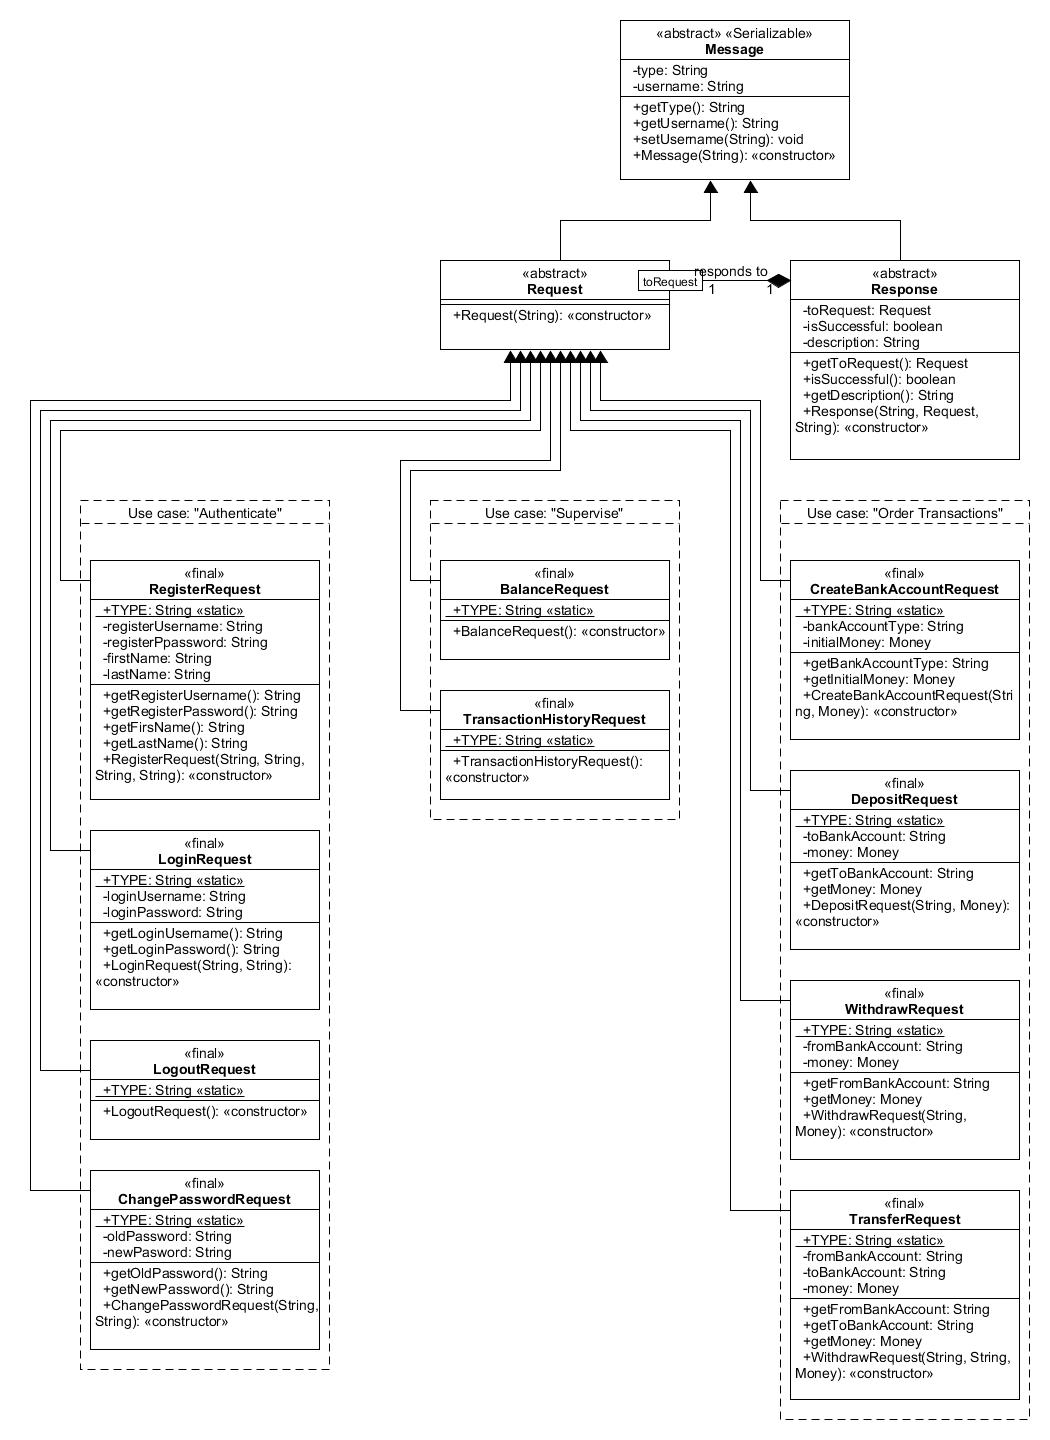 «abstract» «Serializable»
Message
-type: String
-username: String
+getType(): String
+getUsername(): String
+setUsername(String): void
+Message(String): «constructor»
«abstract»
Request
+Request(String): «constructor»
toRequest
responds to
1
1
«abstract»
Response
-toRequest: Request
-isSuccessful: boolean
-description: String
+getToRequest(): Request
+isSuccessful(): boolean
+getDescription(): String
+Response(String, Request,
String): «constructor»
Use case: "Authenticate"
«final»
RegisterRequest
+TYPE: String «static»
-registerUsername: String
-registerPpassword: String
-firstName: String
-lastName: String
+getRegisterUsername(): String
+getRegisterPassword(): String
+getFirsName(): String
+getLastName(): String
+RegisterRequest(String, String,
String, String): «constructor»
«final»
LoginRequest
+TYPE: String «static»
-loginUsername: String
-loginPassword: String
+getLoginUsername(): String
+getLoginPassword(): String
+LoginRequest(String, String):
«constructor»
«final»
LogoutRequest
+TYPE: String «static»
+LogoutRequest(): «constructor»
«final»
ChangePasswordRequest
+TYPE: String «static»
-oldPassword: String
-newPasword: String
+getOldPassword(): String
+getNewPassword(): String
+ChangePasswordRequest(String,
String): «constructor»
Use case: "Supervise"
«final»
BalanceRequest
+TYPE: String «static»
+BalanceRequest(): «constructor»
«final»
TransactionHistoryRequest
+TYPE: String «static»
+TransactionHistoryRequest():
«constructor»
Use case: "Order Transactions"
«final»
CreateBankAccountRequest
+TYPE: String «static»
-bankAccountType: String
-initialMoney: Money
+getBankAccountType: String
+getInitialMoney: Money
+CreateBankAccountRequest(Stri
ng, Money): «constructor»
«final»
DepositRequest
+TYPE: String «static»
-toBankAccount: String
-money: Money
+getToBankAccount: String
+getMoney: Money
+DepositRequest(String, Money):
«constructor»
«final»
WithdrawRequest
+TYPE: String «static»
-fromBankAccount: String
-money: Money
+getFromBankAccount: String
+getMoney: Money
+WithdrawRequest(String,
Money): «constructor»
«final»
TransferRequest
+TYPE: String «static»
-fromBankAccount: String
-toBankAccount: String
-money: Money
+getFromBankAccount: String
+getToBankAccount: String
+getMoney: Money
+WithdrawRequest(String, String,
Money): «constructor»